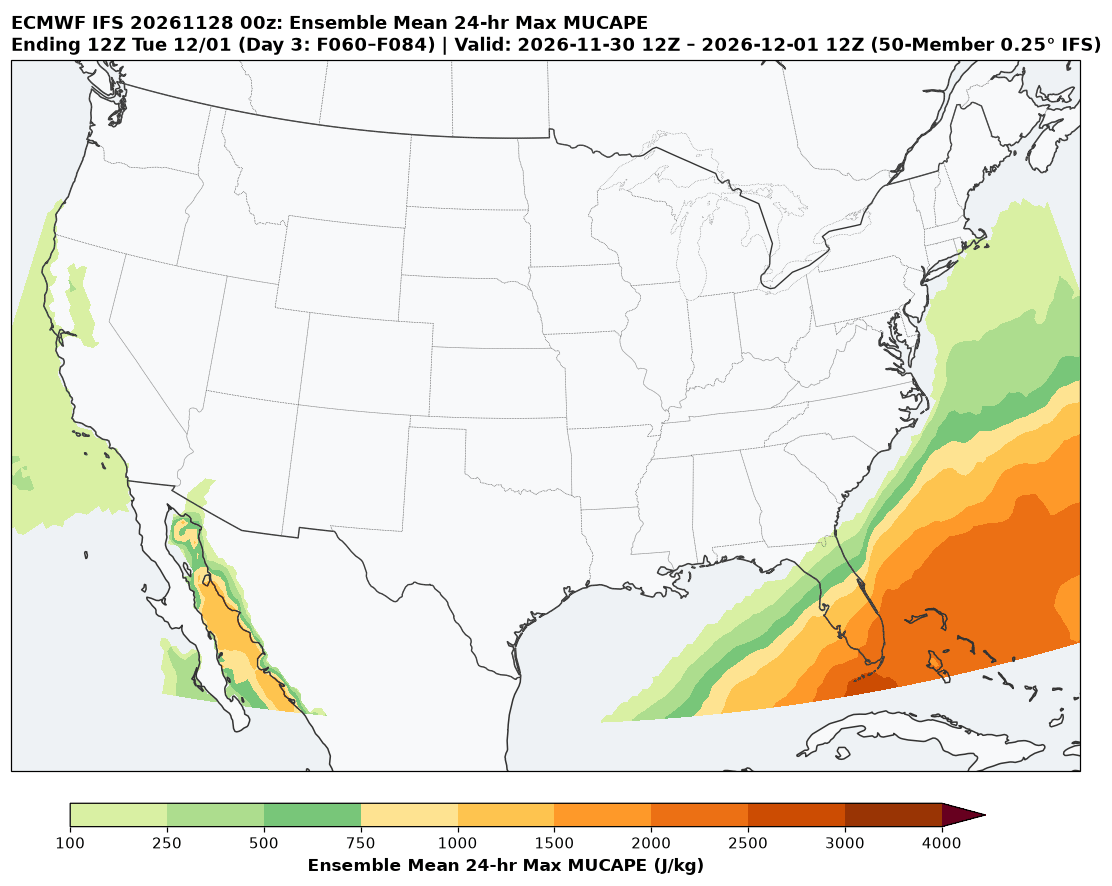 ECMWF IFS 20261128 00z: Ensemble Mean 24-hr Max MUCAPE
Ending 12Z Tue 12/01 (Day 3: F060–F084) | Valid: 2026-11-30 12Z – 2026-12-01 12Z (50-Member 0.25° IFS)
100 250 500 750 1000 1500 2000 2500 3000 4000
Ensemble Mean 24-hr Max MUCAPE (J/kg)